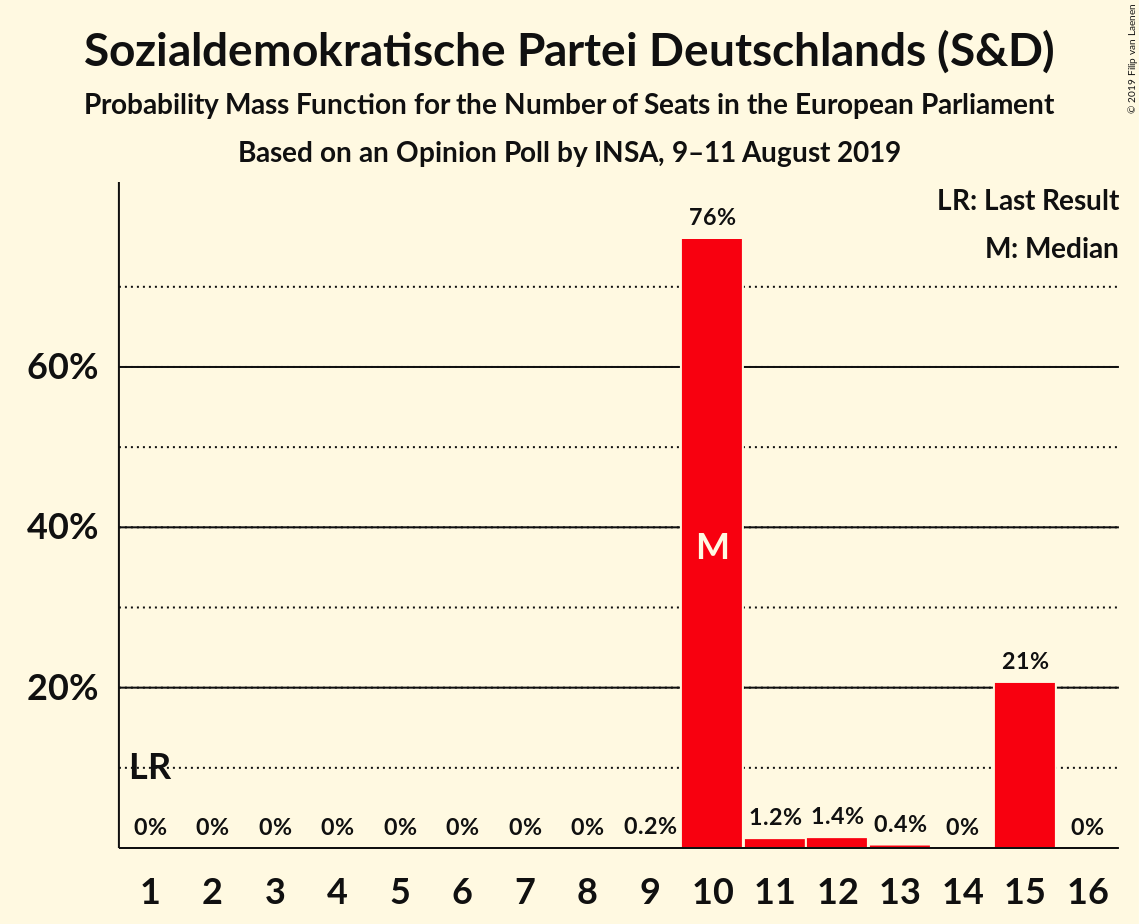 Sozialdemokratische Partei Deutschlands (S&D)
Probability Mass Function for the Number of Seats in the European Parliament
Based on an Opinion Poll by INSA, 9–11 August 2019
© 2019 Filip van Laenen
LR: Last Result
M: Median
76%
60%
40%
M
21%
20%
LR
0% 0% 0% 0% 0% 0% 0% 0% 0.2% 1.2% 1.4% 0.4% 0% 0%
1 2 3 4 5 6 7 8 9 10 11 12 13 14 15 16